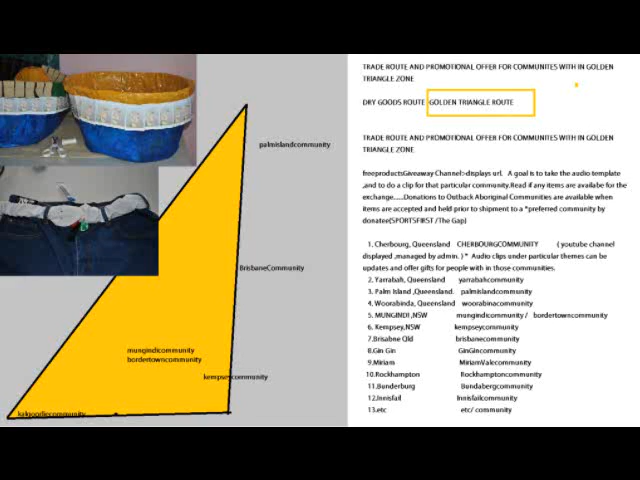 palmislandcommunity
BrisbaneCommunity
mungindicommunity
bordertowncommunity
kempseycommunity
kalgoorliecommunity
TRADE ROUTE AND PROMOTIONAL OFFER FOR COMMUNITES WITH IN GOLDEN
TRIANGLE ZONE
DRY GOODS ROUTE GOLDEN TRIANGLE ROUTE
TRADE ROUTE AND PROMOTIONAL OFFER FOR COMMUNITES WITH IN GOLDEN
TRIANGLE ZONE
freeproductsGiveaway Channel:-displays url. A goal is to take the audio template
,and to do a clip for that particular community.Read if any items are availabe for the
exchange......Donations to Outback Aboriginal Communities are available when
items are accepted and held prior to shipment to a *preferred community by
donatee(SPORTSFIRST /The Gap)
1. Cherbourg, Queensland CHERBOURGCOMMUNITY ( youtube channel
displayed ,managed by admin. ) * Audio clips under particular themes can be
updates and offer gifts for people with in those communities.
2. Yarrabah, Queensland yarrabahcommunity
3. Palm Island ,Queensland. palmislandcommunity
4. Woorabinda, Queensland woorabinacommunity
5. MUNGINDI ,NSW mungindicommunity / bordertowncommunity
6. Kempsey,NSW kempseycommunity
7.Brisabne Qld brisbanecommunity
8.Gin Gin GinGincommunity
9.Miriam MiriamValecommunity
10.Rockhampton Rockhamptoncommunity
11.Bunderburg Bundabergcommunity
12.Innisfail Innisfailcommunity
13.etc etc/ community